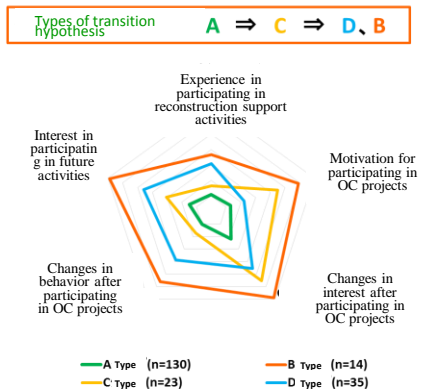 Types of transition
hypothesis
A ⇒ C ⇒ D、B
Experience in
participating in
reconstruction support
activities
Interest in
participatin
g in future
activities
Motivation for
participating in
OC projects
Changes in
behavior after
participating
in OC projects
Changes in
interest after
participating in
OC projects
A Type (n=130)
B Type (n=14)
C Type (n=23)
D Type (n=35)